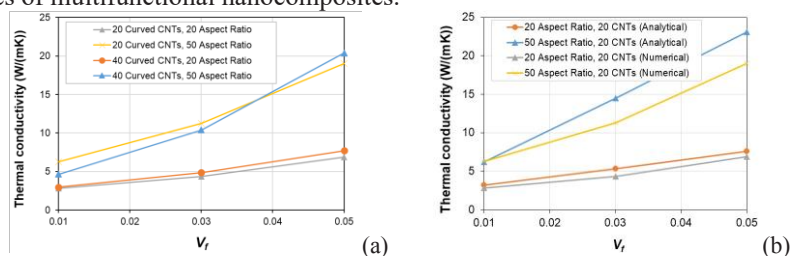 es of multifunctional nanocomposites.
25
20
15
10
5
0
0.01 0.02 0.03 0.04 0.05
Thermal conductivity (W/(mK))
Vf
20 Curved CNTs, 20 Aspect Ratio
20 Curved CNTs, 50 Aspect Ratio
40 Curved CNTs, 20 Aspect Ratio
40 Curved CNTs, 50 Aspect Ratio
(a)
25
20
15
10
5
0
0.01 0.02 0.03 0.04 0.05
Thermal conductivity (W/(mK))
Vf
20 Aspect Ratio, 20 CNTs (Analytical)
50 Aspect Ratio, 20 CNTs (Analytical)
20 Aspect Ratio, 20 CNTs (Numerical)
50 Aspect Ratio, 20 CNTs (Numerical)
(b)